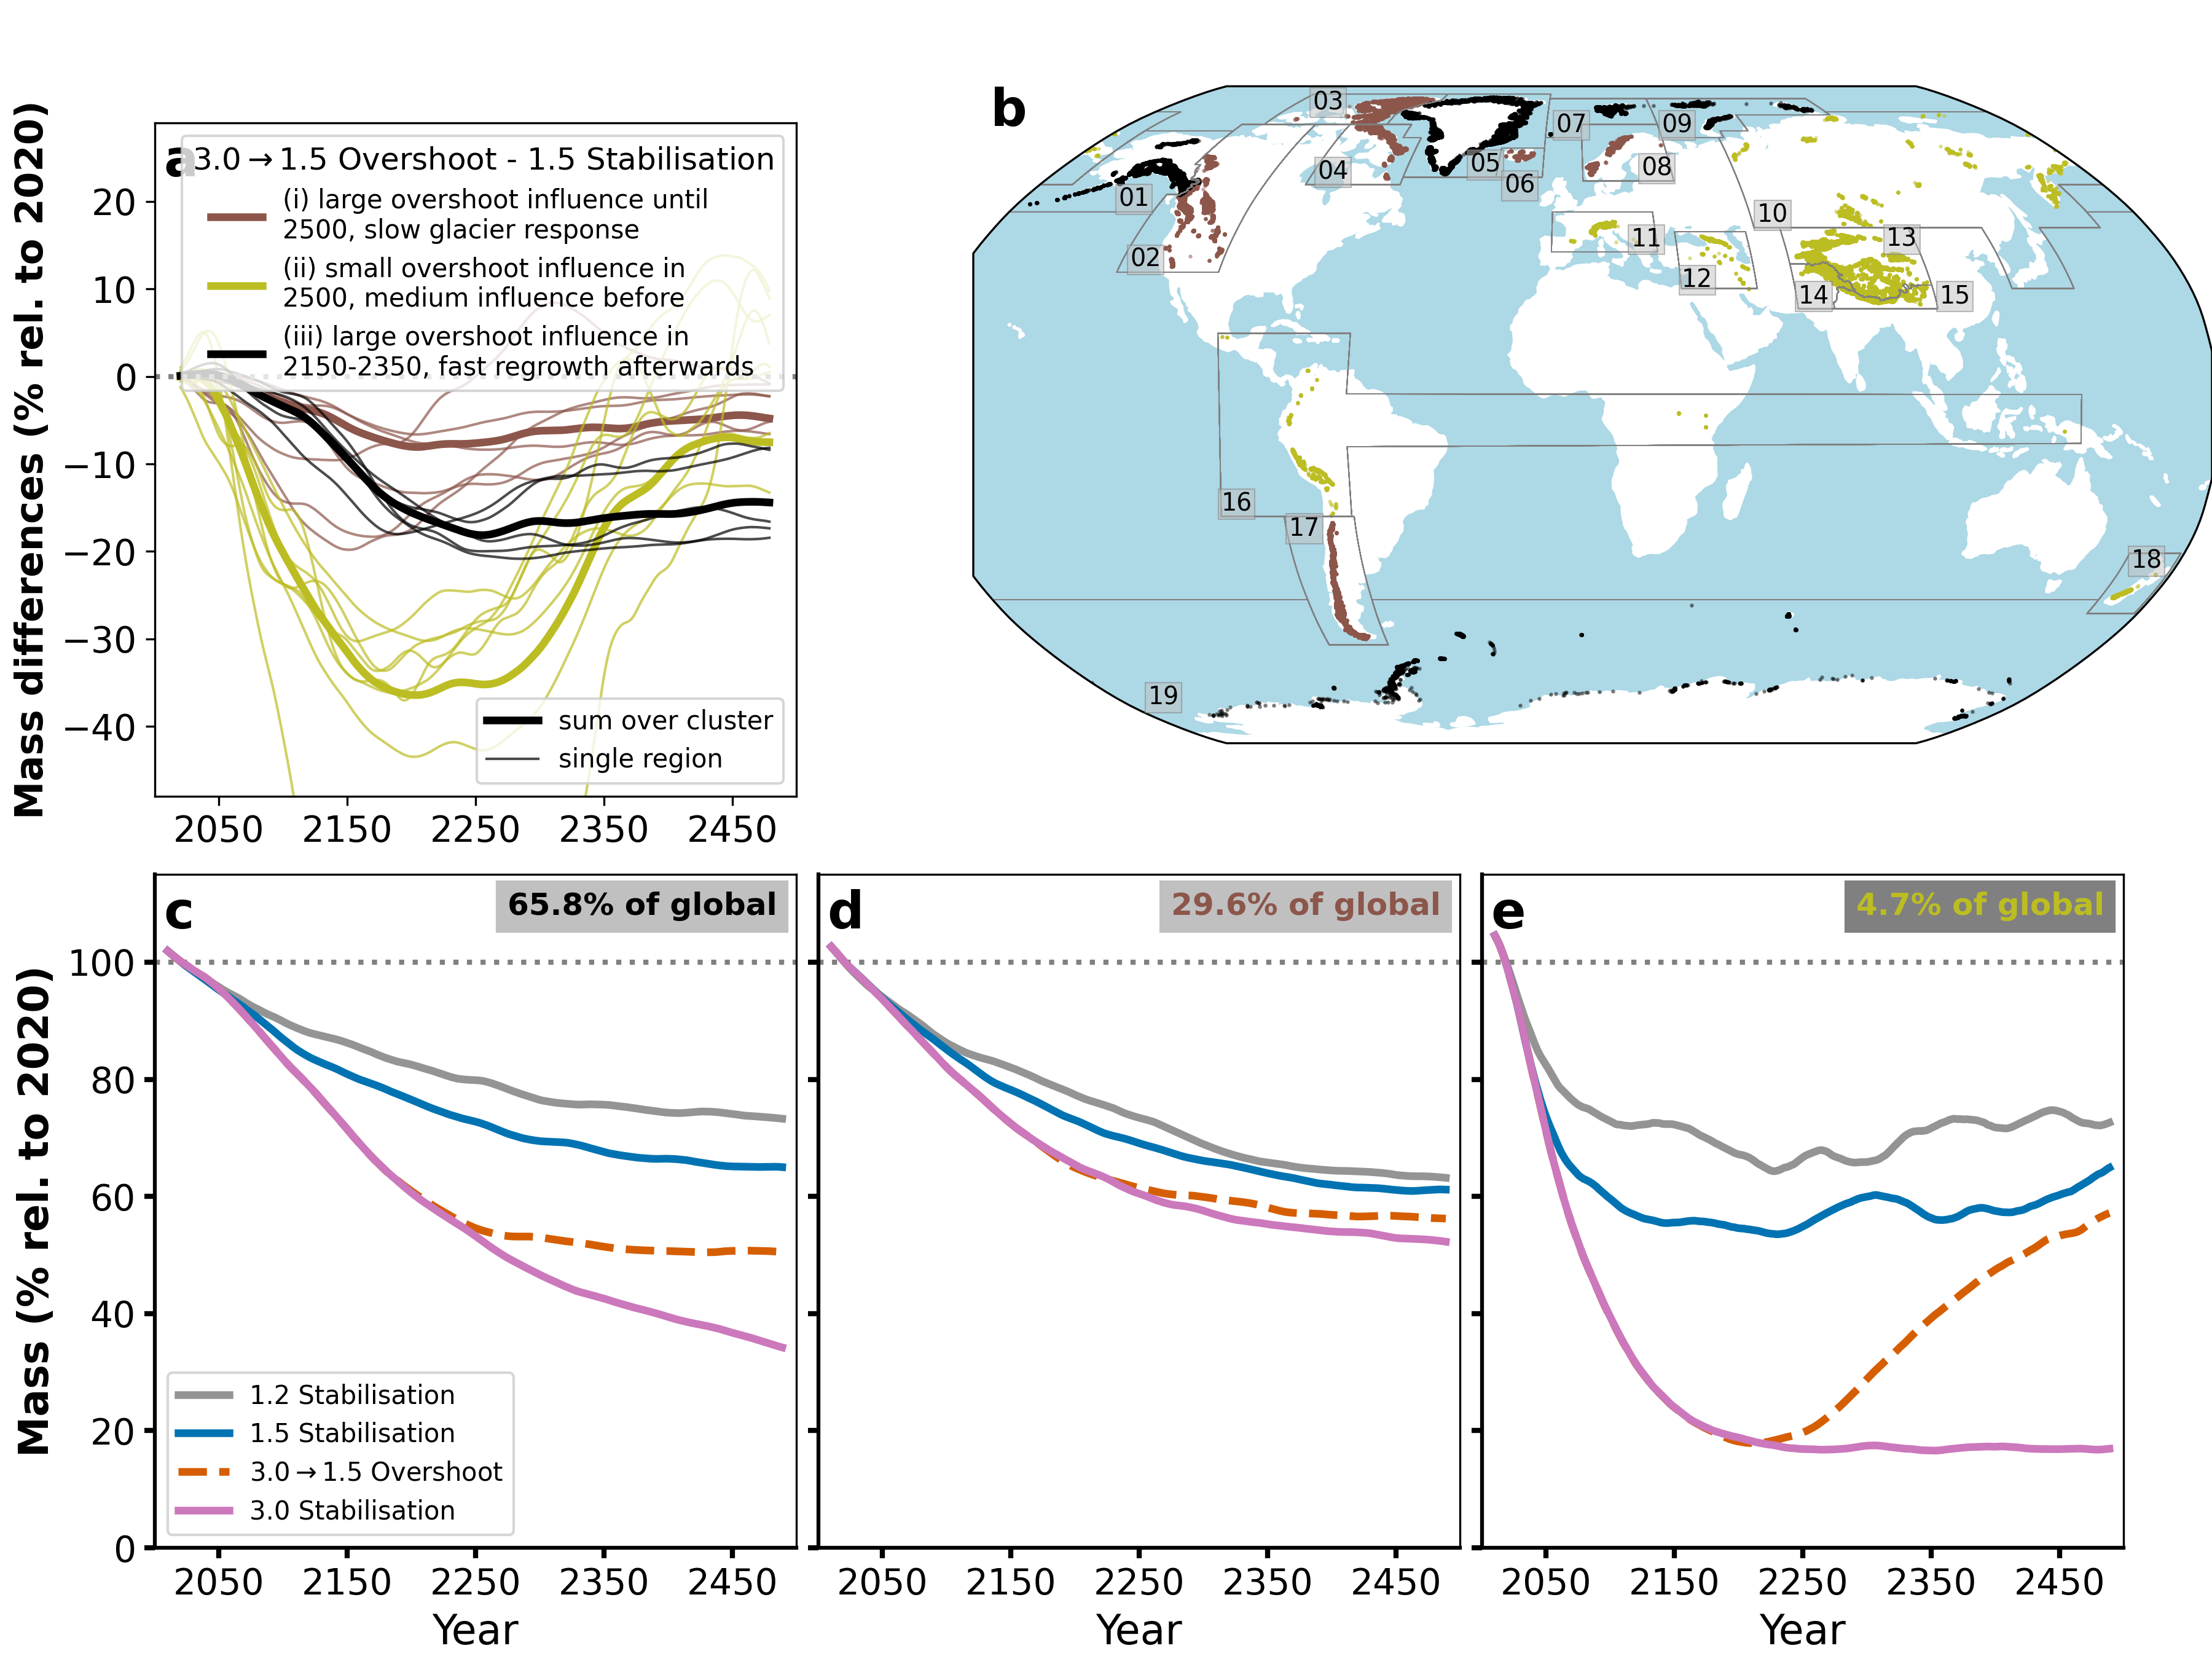 a
3.0→1.5 Overshoot - 1.5 Stabilisation
(i) large overshoot influence until
2500, slow glacier response
(ii) small overshoot influence in
2500, medium influence before
(iii) large overshoot influence in
2150-2350, fast regrowth afterwards
sum over cluster
single region
Mass differences (% rel. to 2020)
20
10
0
−10
−20
−30
−40
2050 2150 2250 2350 2450
b
03
07
09
04
05
08
06
01
10
11
13
02
12
14
15
16
17
18
19
c
65.8% of global
Mass (% rel. to 2020)
100
80
60
40
20
0
1.2 Stabilisation
1.5 Stabilisation
3.0→1.5 Overshoot
3.0 Stabilisation
2050 2150 2250 2350 2450
Year
d
29.6% of global
2050 2150 2250 2350 2450
Year
e
4.7% of global
2050 2150 2250 2350 2450
Year